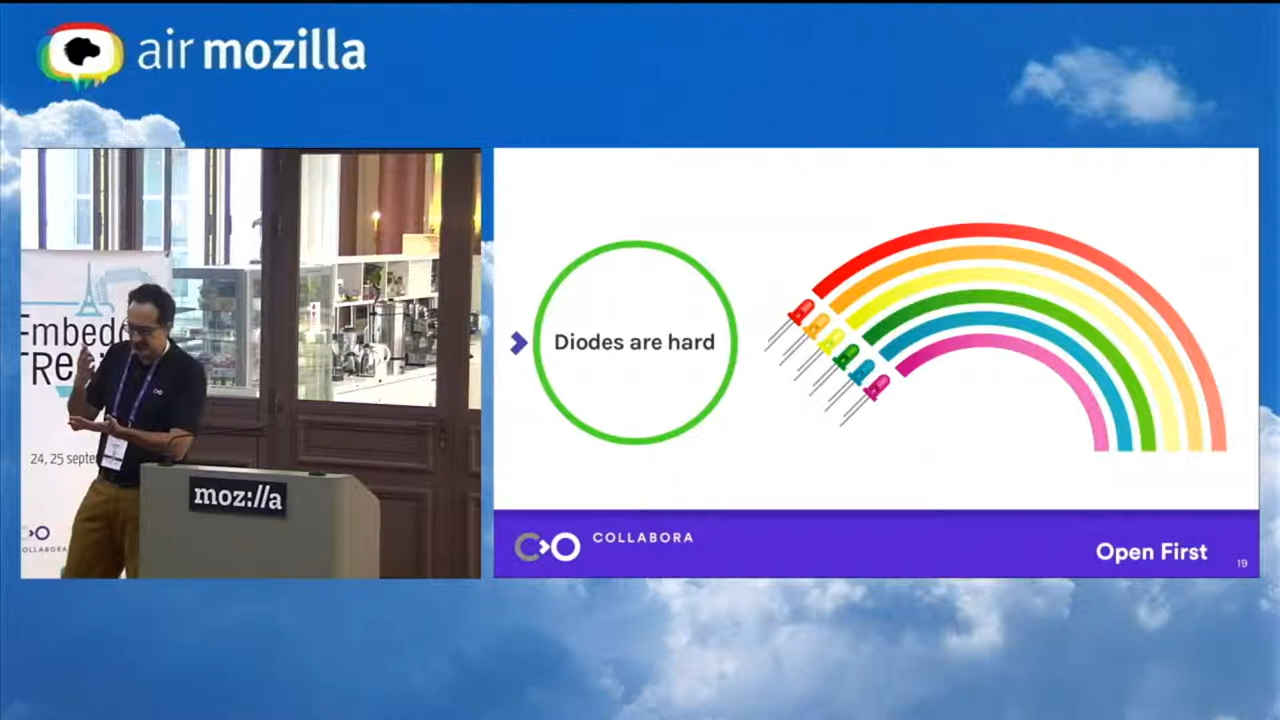 air mozilla
24, 25 septe
moz://a
COLLABORA
Diodes are hard
COLLABORA
Open First
19